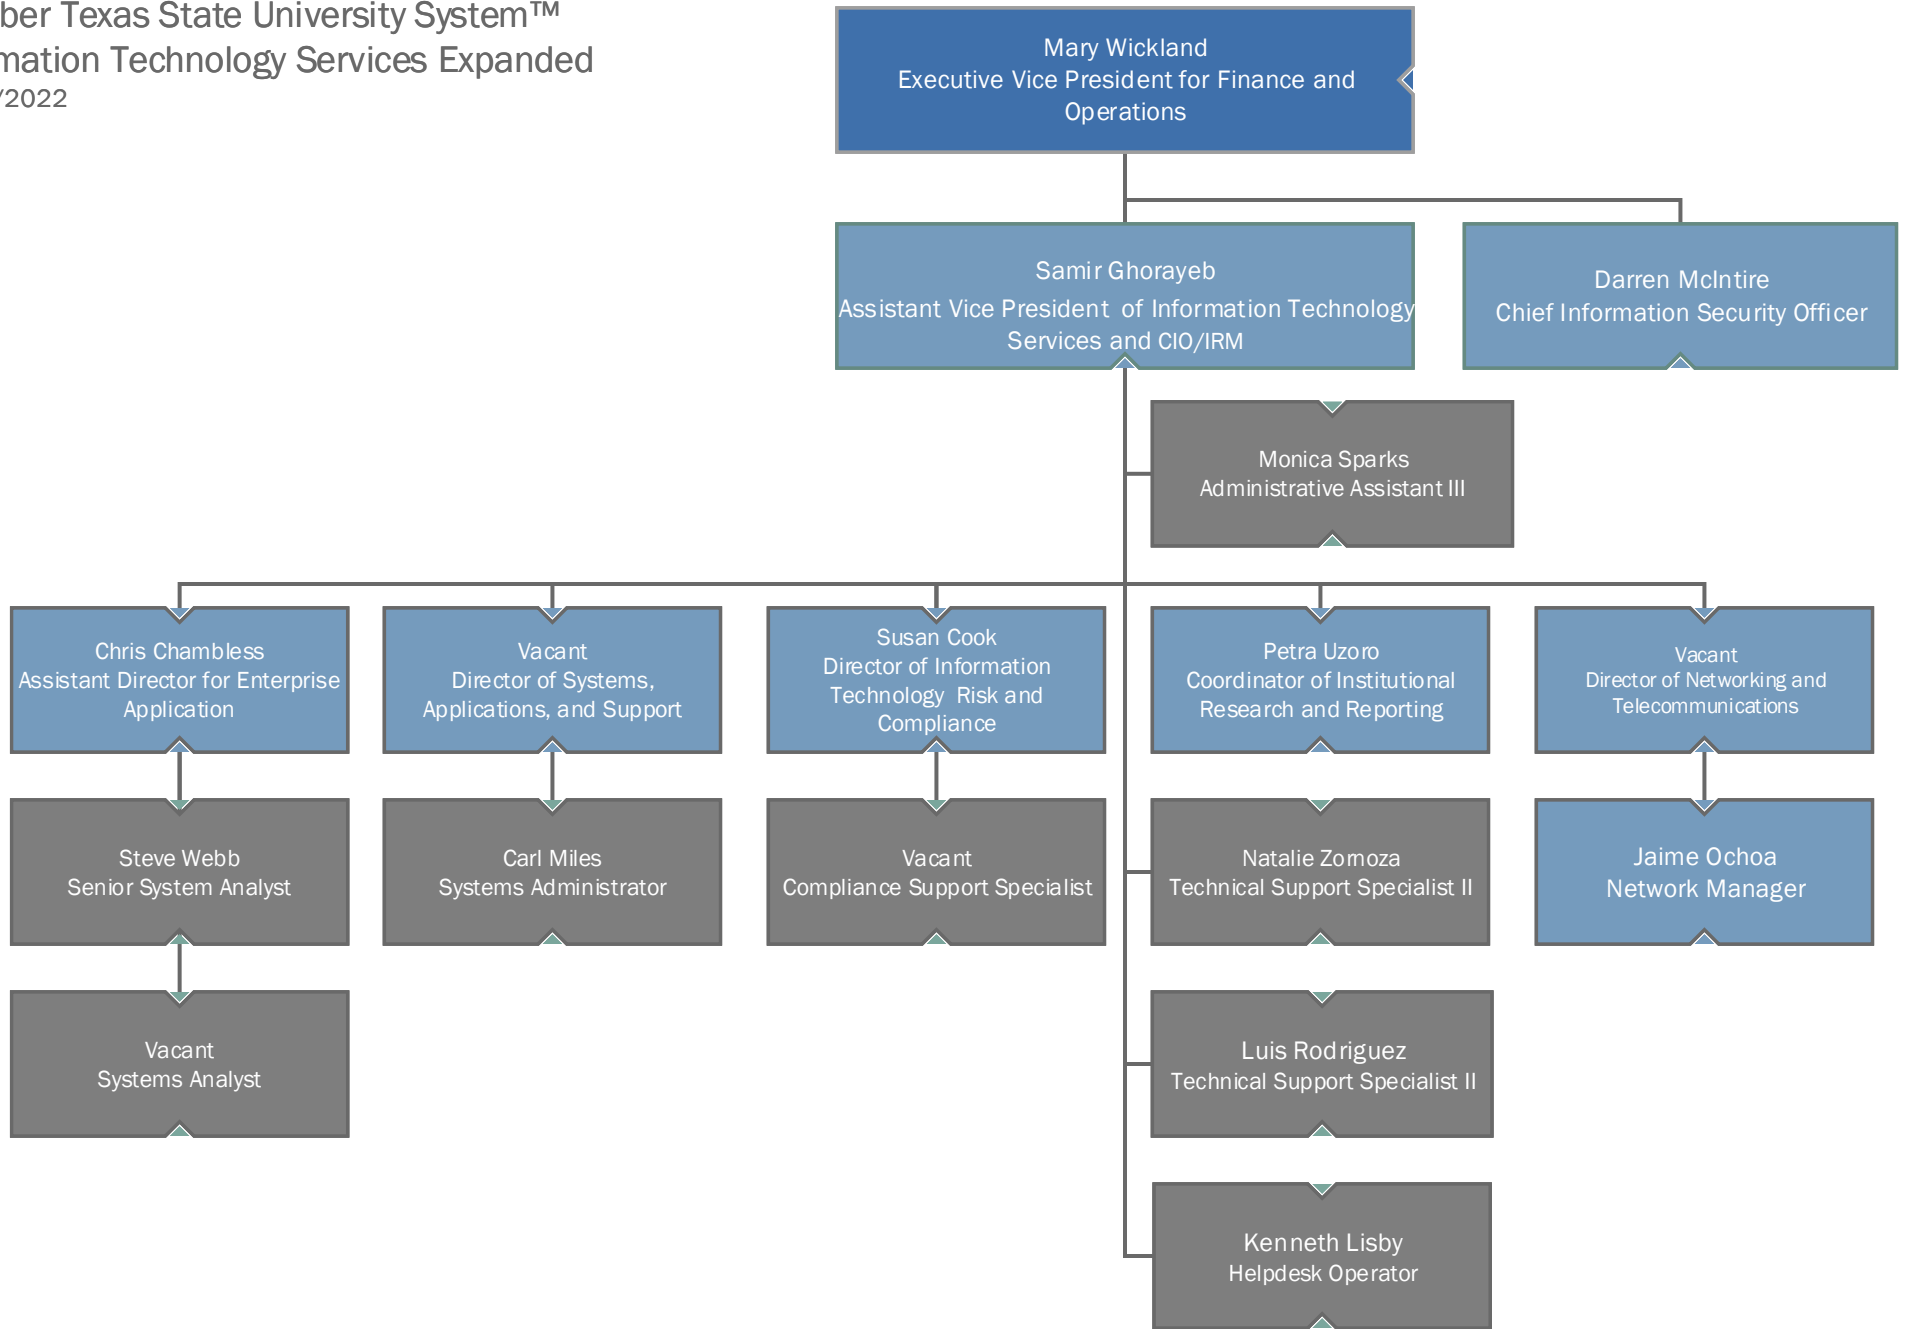 ber Texas State University System™
mation Technology Services Expanded
/2022
Mary Wickland
Executive Vice President for Finance and
Operations
Samir Ghorayeb
Assistant Vice President of Information Technology
Services and CIO/IRM
Darren McIntire
Chief Information Security Officer
Monica Sparks
Administrative Assistant III
Chris Chambless
Assistant Director for Enterprise
Application
Vacant
Director of Systems,
Applications, and Support
Susan Cook
Director of Information
Technology Risk and
Compliance
Petra Uzoro
Coordinator of Institutional
Research and Reporting
Vacant
Director of Networking and
Telecommunications
Steve Webb
Senior System Analyst
Carl Miles
Systems Administrator
Vacant
Compliance Support Specialist
Natalie Zornoza
Technical Support Specialist II
Jaime Ochoa
Network Manager
Vacant
Systems Analyst
Luis Rodriguez
Technical Support Specialist II
Kenneth Lisby
Helpdesk Operator